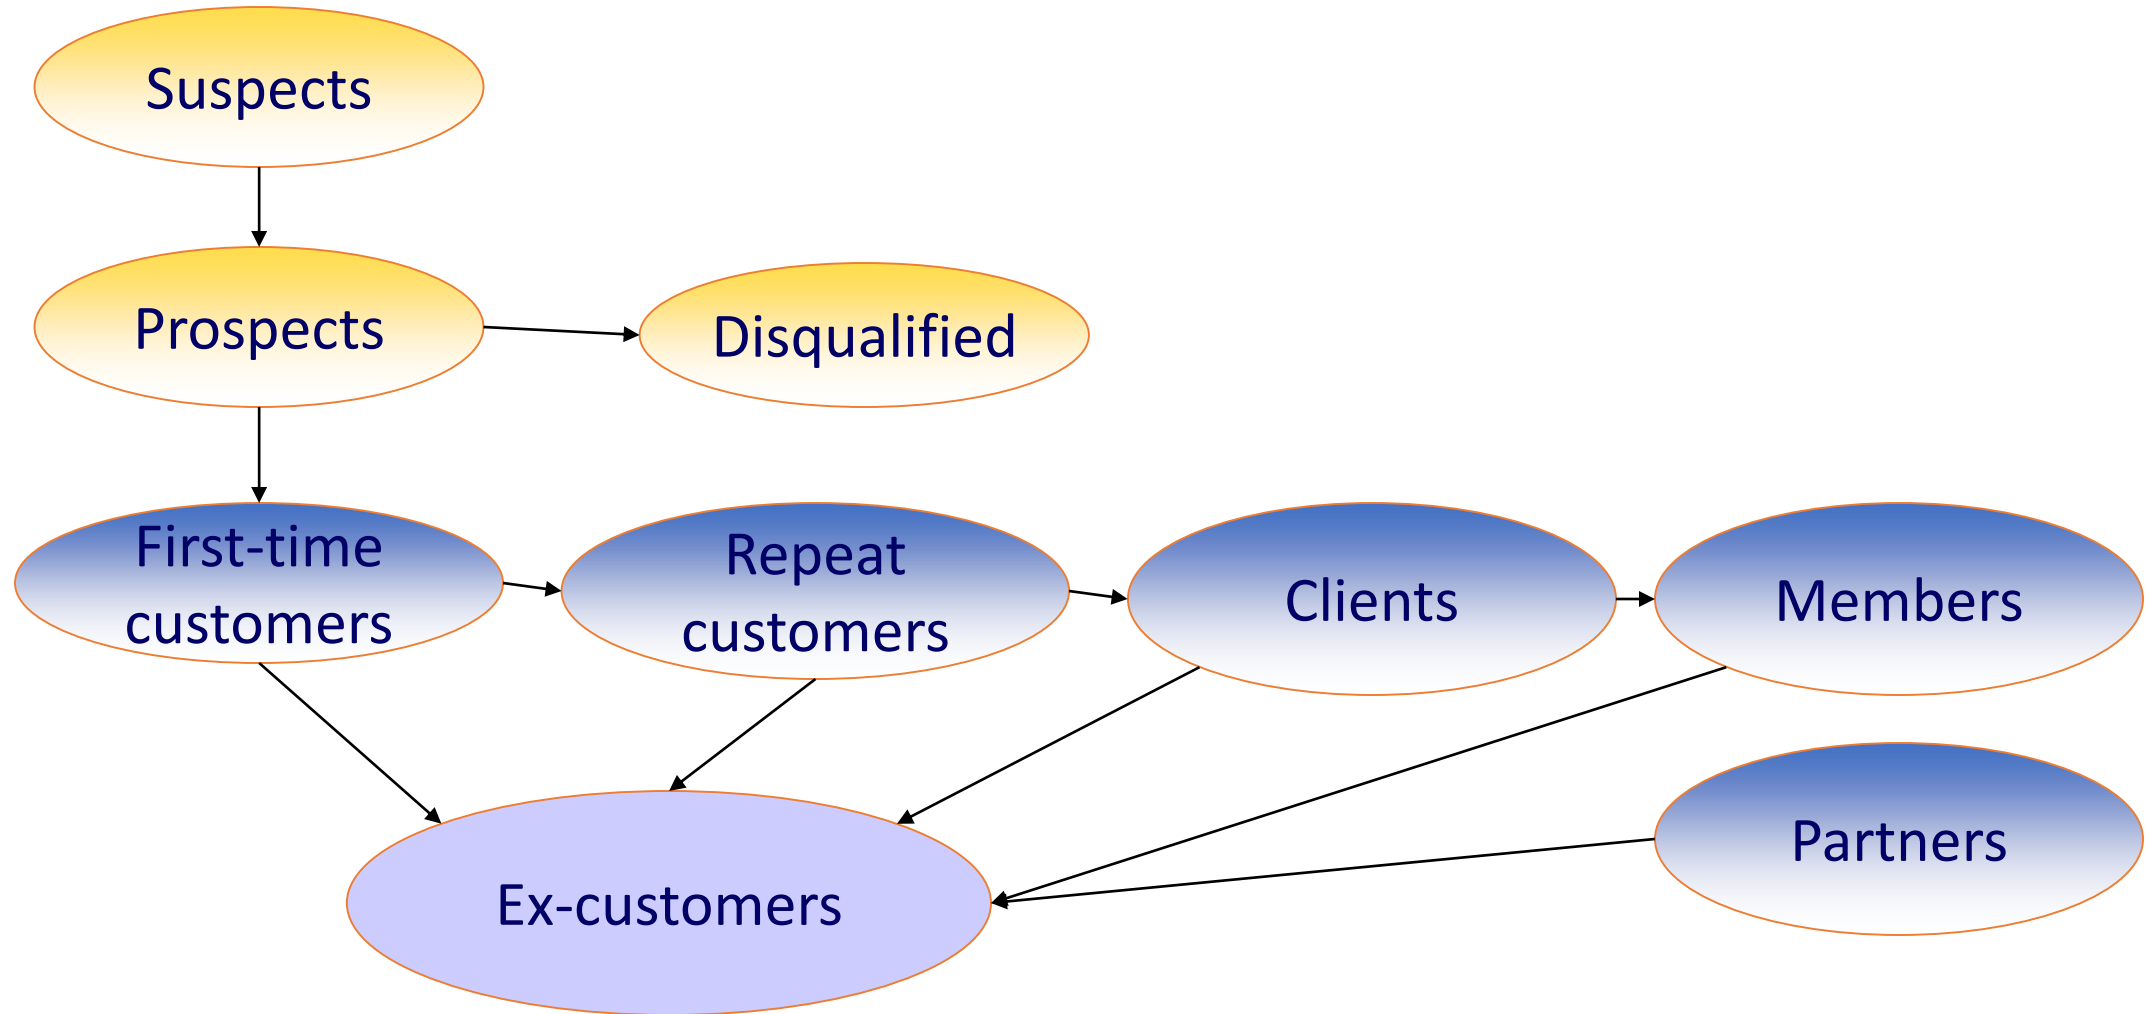 Suspects
Prospects
Disqualified
First-time
customers
Repeat
customers
Clients
Members
Partners
Ex-customers